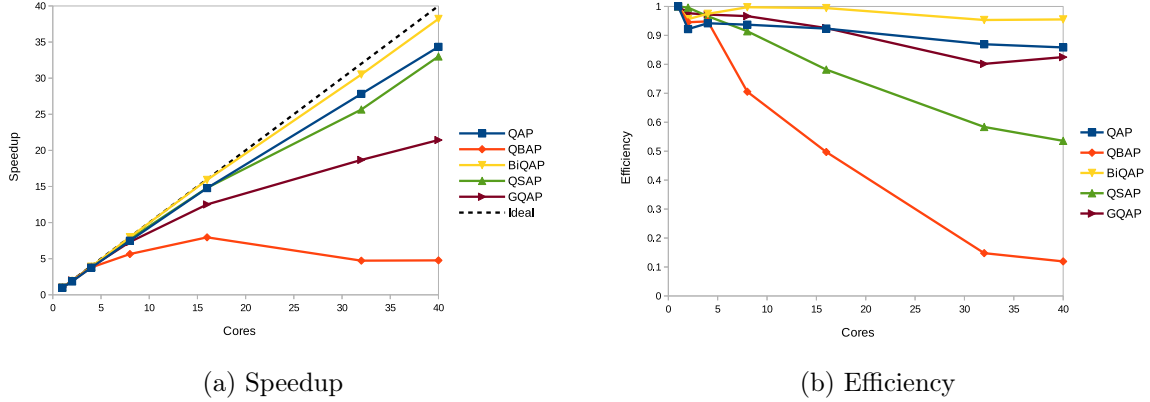 40
35
30
25
20
15
10
5
0
Speedup
0 5 10 15 20 25 30 35 40
Cores
QAP
QBAP
BiQAP
QSAP
GQAP
Ideal
(a) Speedup
1
0.9
0.8
0.7
0.6
0.5
0.4
0.3
0.2
0.1
0
Efficiency
0 5 10 15 20 25 30 35 40
Cores
QAP
QBAP
BiQAP
QSAP
GQAP
(b) Efficiency